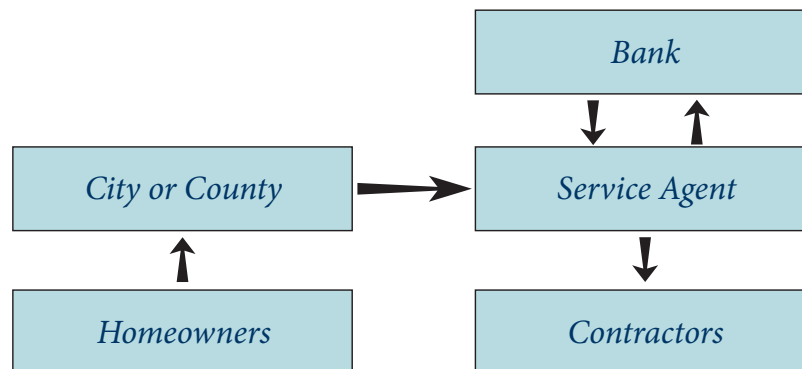 Bank
City or County
Service Agent
Homeowners
Contractors